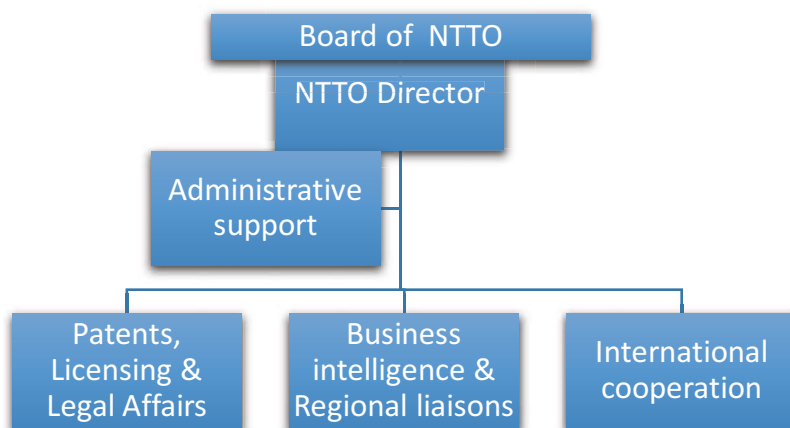 Board of NTTO
NTTO Director
Administrative
support
Patents,
Licensing &
Legal Affairs
Business
intelligence &
Regional liaisons
International
cooperation